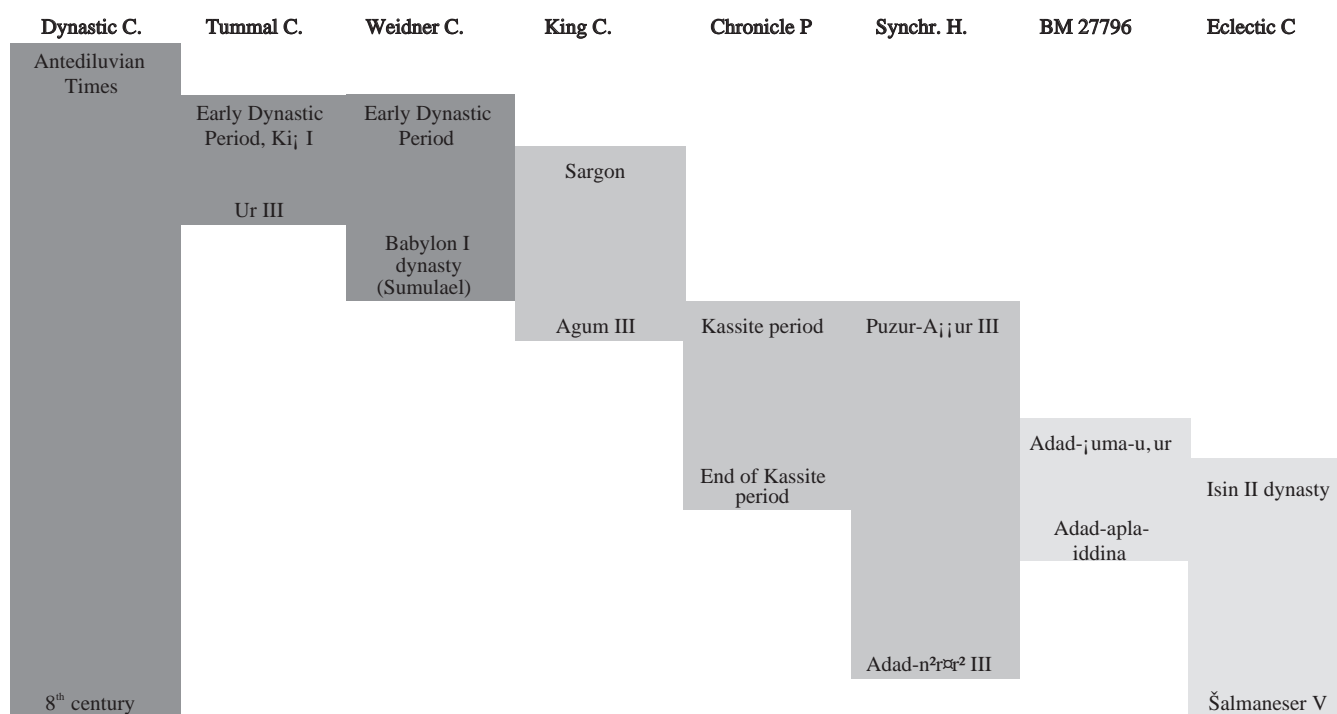 Dynastic C.
Tummal C.
Weidner C.
King C.
Chronicle P
Synchr. H.
BM 27796
Eclectic C
Antediluvian
Times
8th century
Early Dynastic
Period, Ki¡ I
Ur III
Early Dynastic
Period
Babylon I
dynasty
(Sumulael)
Sargon
Agum III
Kassite period
End of Kassite
period
Puzur-A¡¡ur III
Adad-n²r¤r² III
Adad-¡uma-u,ur
Adad-apla-
iddina
Isin II dynasty
Šalmaneser V